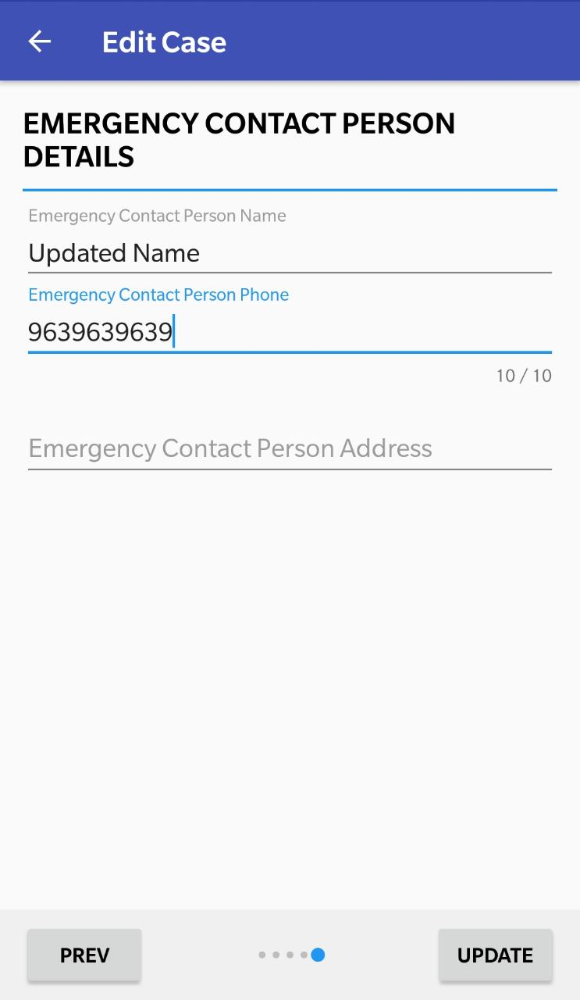 Edit Case
EMERGENCY CONTACT PERSON
DETAILS
Emergency Contact Person Name
Updated Name
Emergency Contact Person Phone
9639639639
10 / 10
Emergency Contact Person Address
PREV
UPDATE